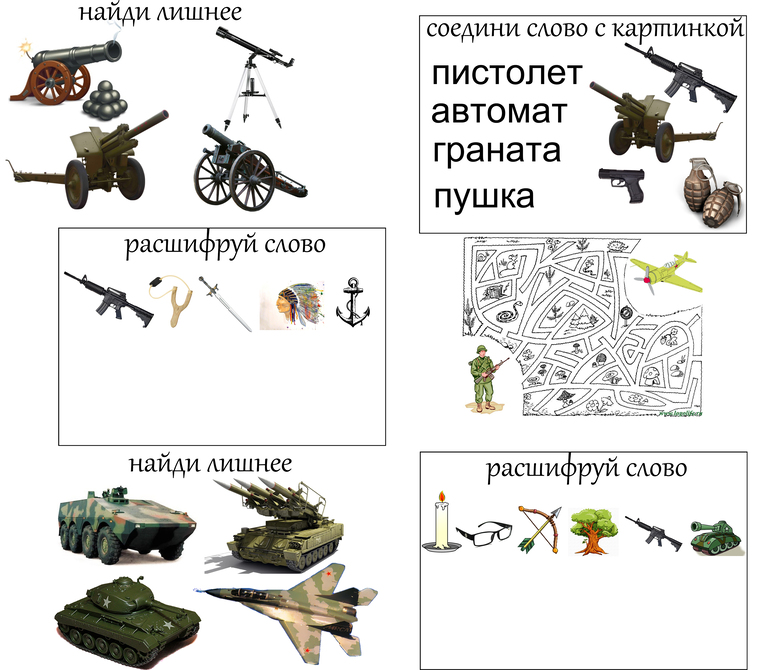 найди лишнее
соедини слово с картинкой
пистолет
автомат
граната
пушка
расшифруй слово
найди лишнее
расшифруй слово